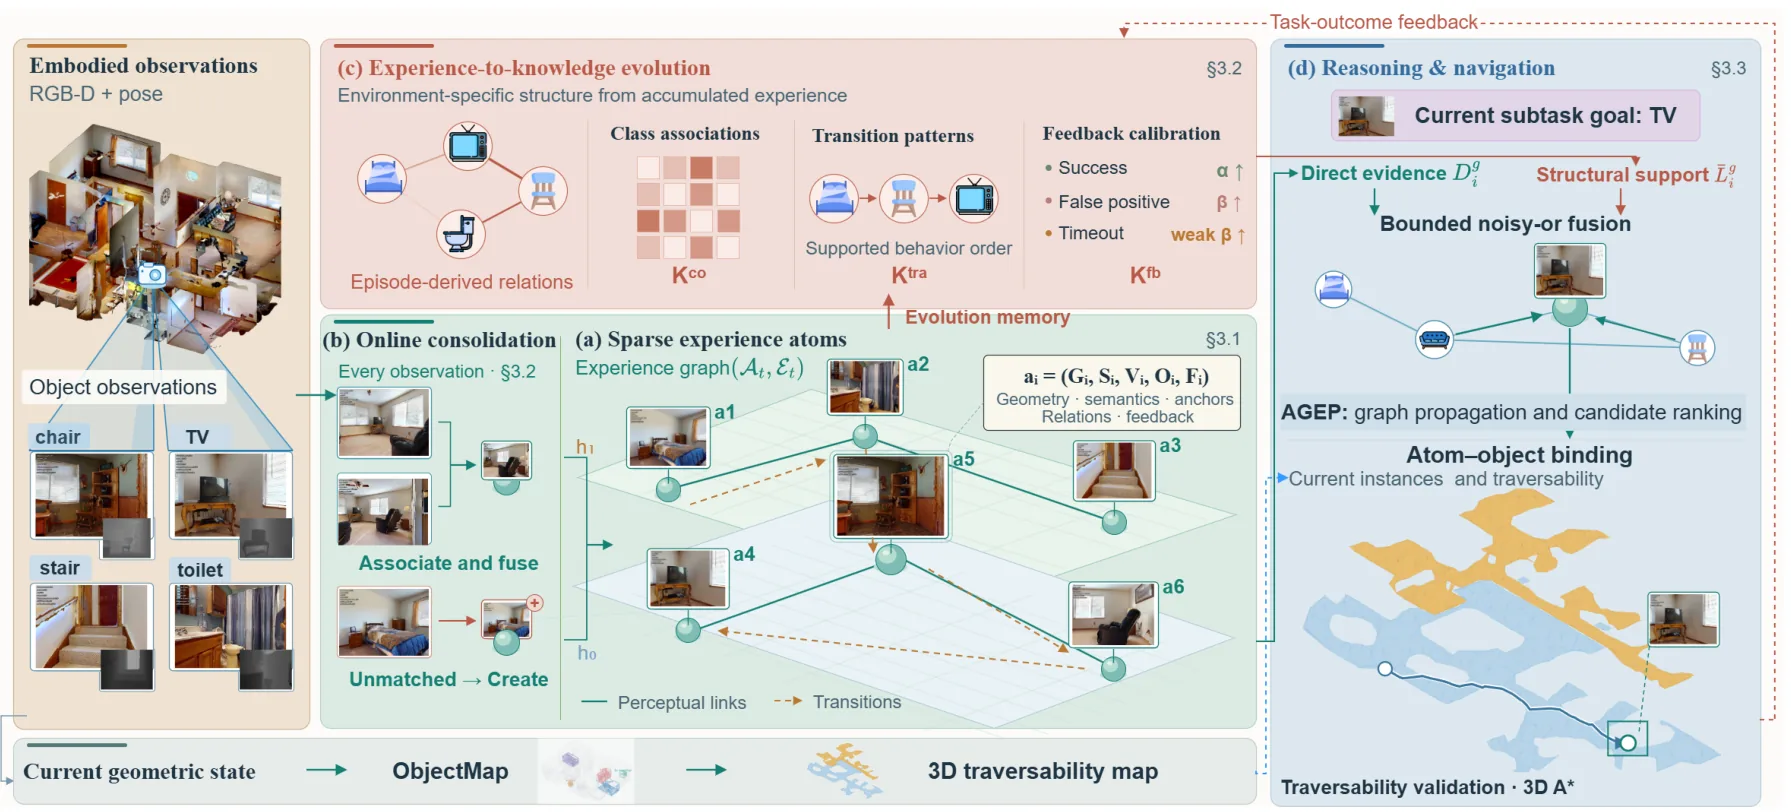 Task-outcome feedback
Embodied observations
RGB-D + pose
Object observations
chair
TV
stair
toilet
(c) Experience-to-knowledge evolution
§3.2
Environment-specific structure from accumulated experience
Episode-derived relations
Class associations
Kᶜᵒ
Transition patterns
Supported behavior order
Kᵗʳᵃ
Feedback calibration
• Success α ↑
• False positive β ↑
• Timeout weak β ↑
Kᶠᵇ
Evolution memory
(b) Online consolidation
Every observation · §3.2
Associate and fuse
Unmatched → Create
h₁
h₀
(a) Sparse experience atoms
§3.1
Experience graph(𝒜ₜ, ℰₜ)
aᵢ = (Gᵢ, Sᵢ, Vᵢ, Oᵢ, Fᵢ)
Geometry · semantics · anchors
Relations · feedback
a1
a2
a3
a4
a5
a6
Perceptual links
Transitions
(d) Reasoning & navigation
§3.3
Current subtask goal: TV
Direct evidence Dᵢᵍ
Structural support L̄ᵢᵍ
Bounded noisy-or fusion
AGEP: graph propagation and candidate ranking
Atom–object binding
Current instances and traversability
Traversability validation · 3D A*
Current geometric state
ObjectMap
3D traversability map